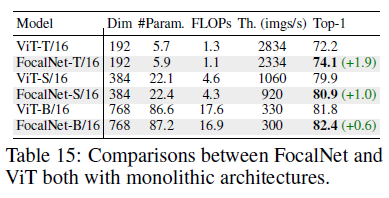 Model Dim #Param. FLOPs Th. (imgs/s) Top-1
ViT-T/16 192 5.7 1.3 2834 72.2
FocalNet-T/16 192 5.9 1.1 2334 74.1 (+1.9)
ViT-S/16 384 22.1 4.6 1060 79.9
FocalNet-S/16 384 22.4 4.3 920 80.9 (+1.0)
ViT-B/16 768 86.6 17.6 330 81.8
FocalNet-B/16 768 87.2 16.9 300 82.4 (+0.6)
Table 15: Comparisons between FocalNet and
ViT both with monolithic architectures.